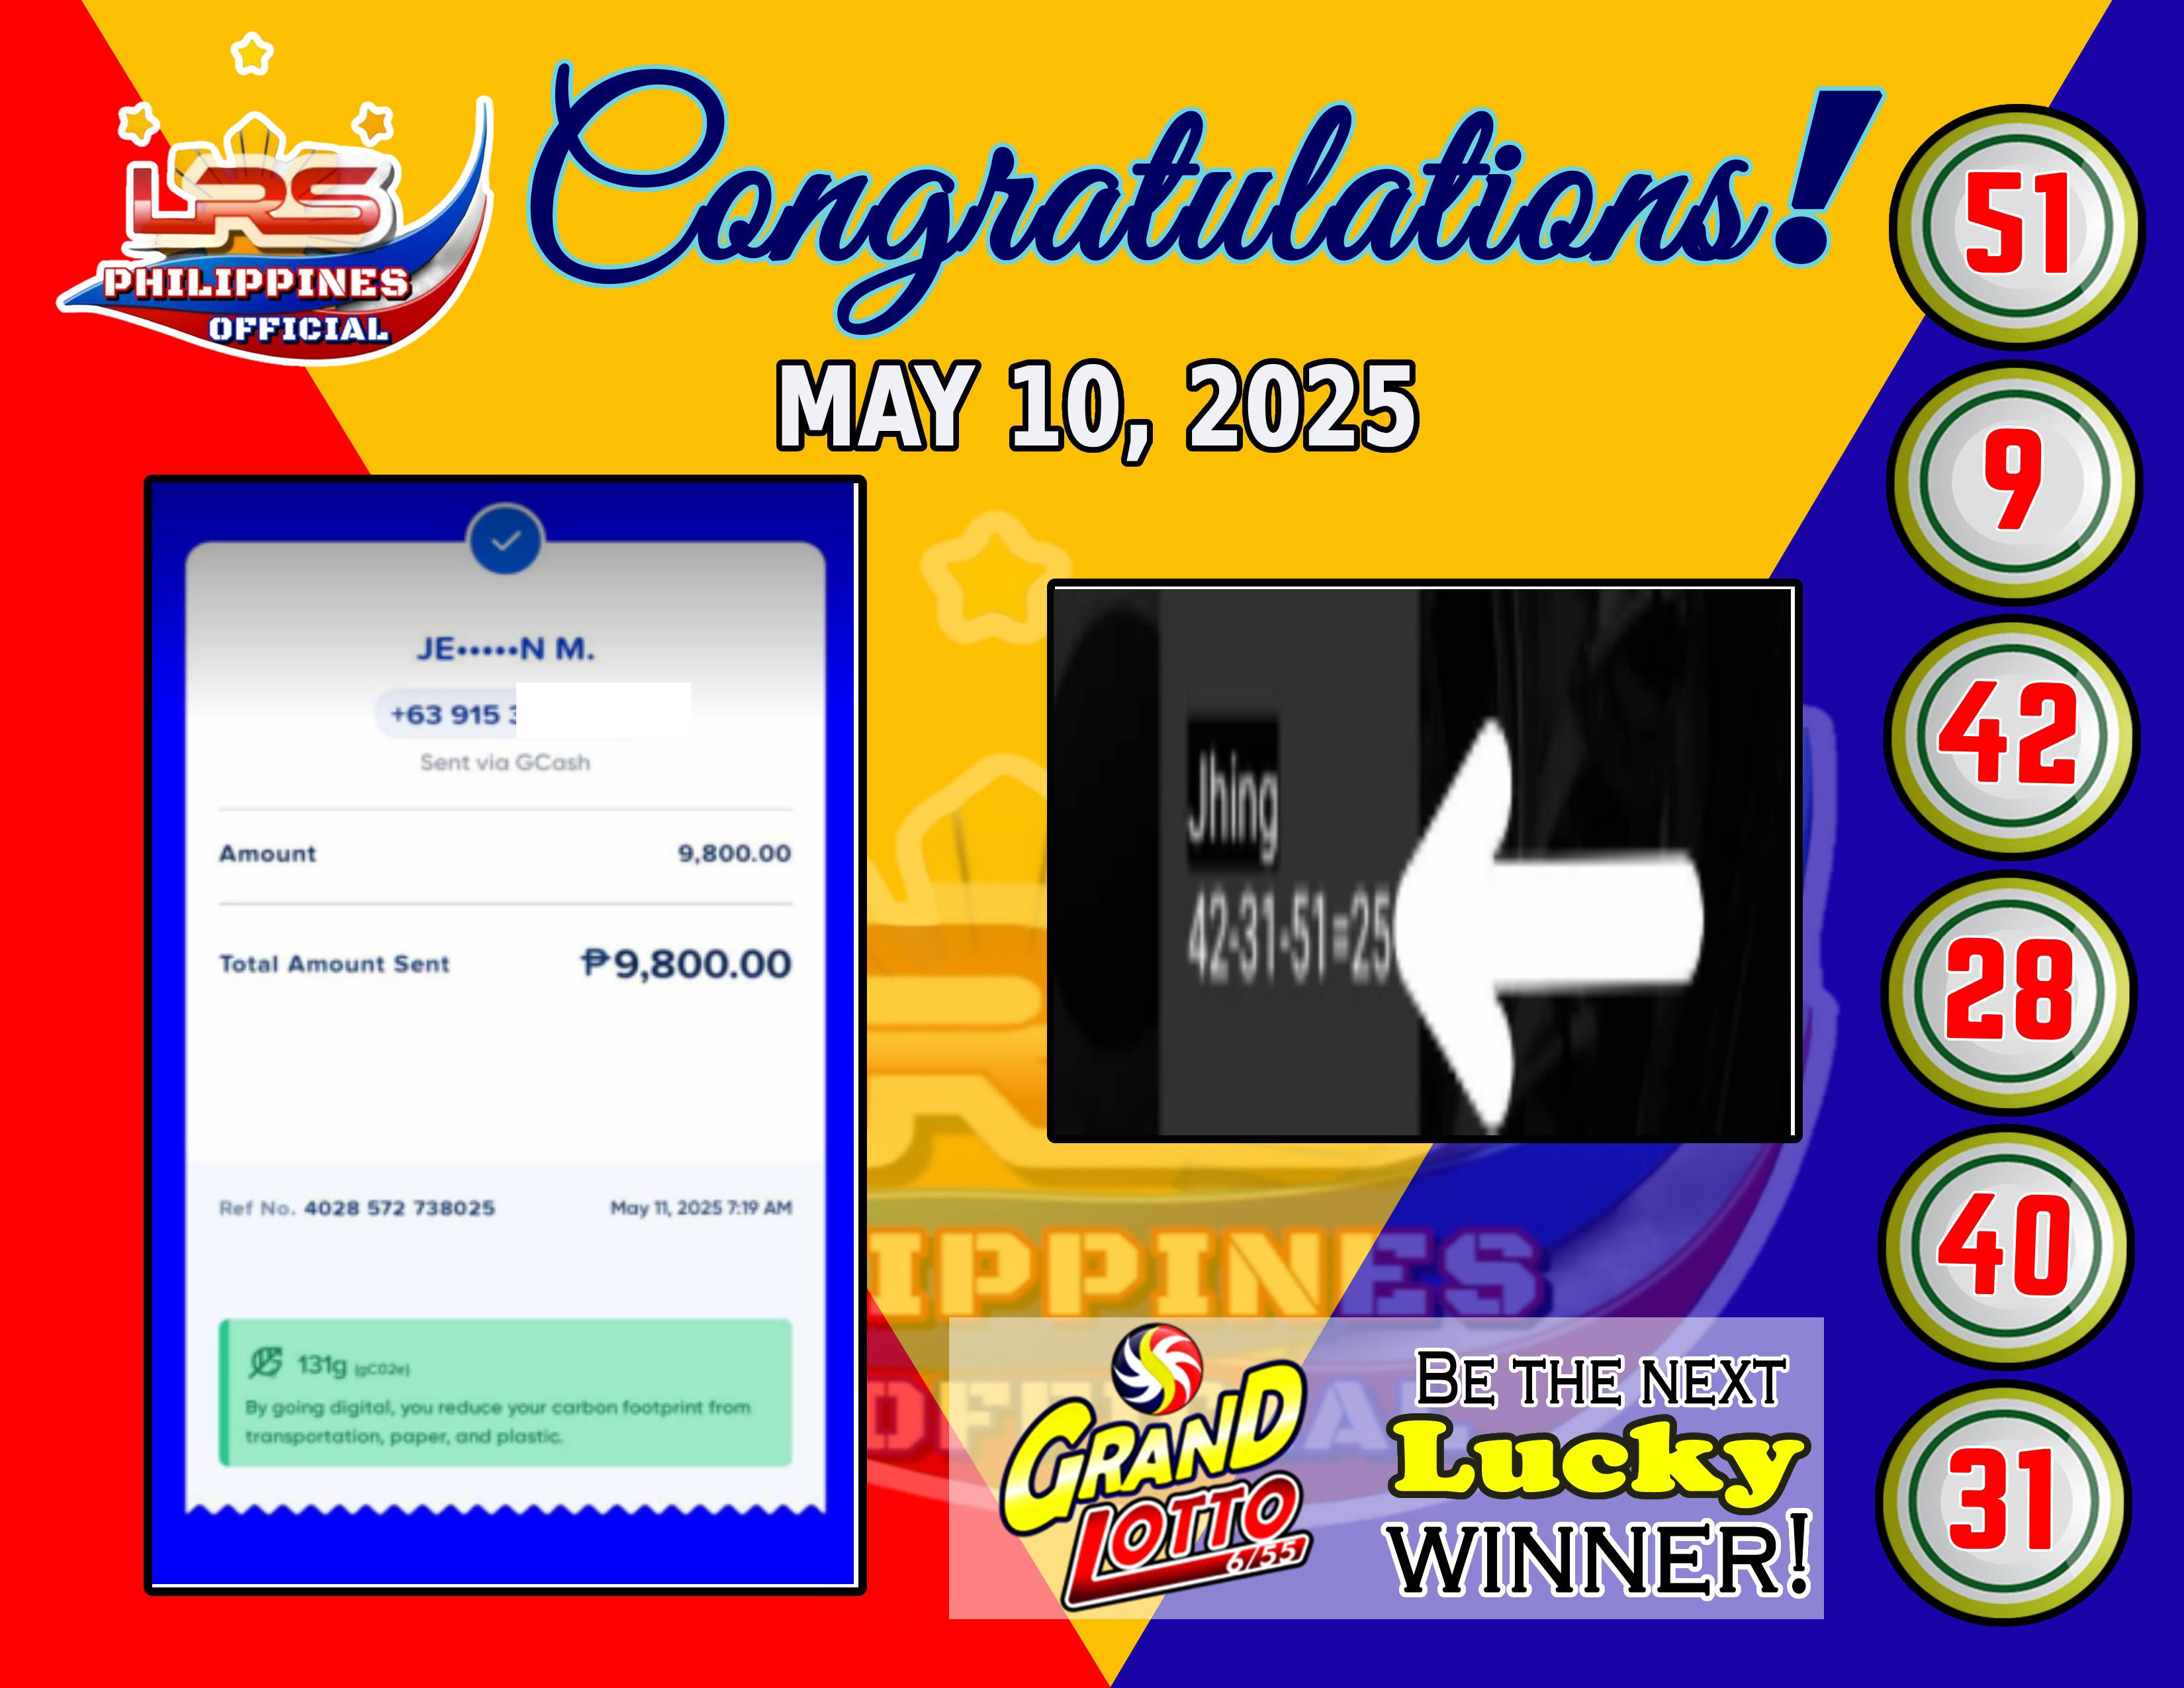 LRS
PHILIPPINES
OFFICIAL
Congratulations!
MAY 10, 2025
JE•••••N M.
+63 915
Sent via GCash
Amount 9,800.00
Total Amount Sent ₱9,800.00
Ref No. 4028 572 738025 May 11, 2025 7:19 AM
131g (gCO2e)
By going digital, you reduce your carbon footprint from
transportation, paper, and plastic.
Jhing
42-31-51=25
IPPINES
GRAND
LOTTO
6/55
BE THE NEXT
Lucky
WINNER!
51
9
42
28
40
31